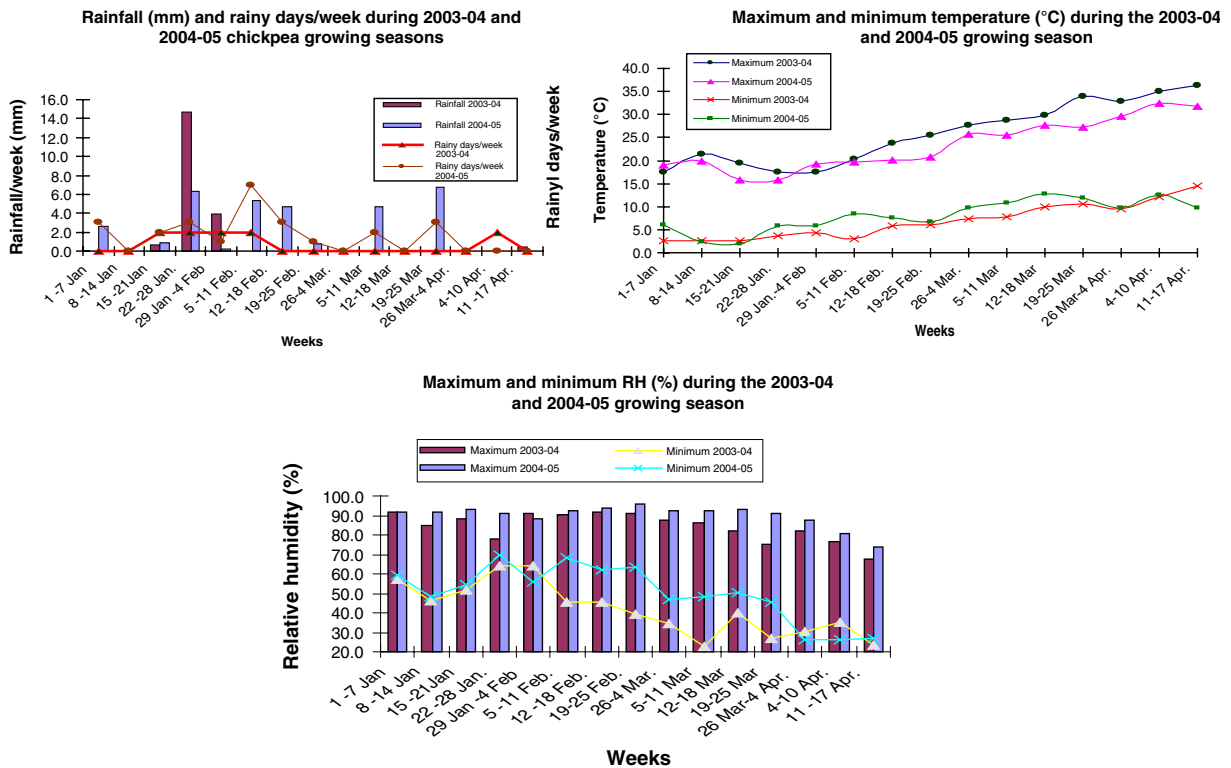 Rainfall (mm) and rainy days/week during 2003-04 and
2004-05 chickpea growing seasons
Rainfall/week (mm)
16.0
14.0
12.0
10.0
8.0
6.0
4.0
2.0
0.0
Rainfall 2003-04
Rainfall 2004-05
Rainy days/week
2003-04
Rainy days/week
2004-05
Rainyl days/week
1 -7 Jan
8 -14 Jan
15 -21Jan
22 -28 Jan.
29 Jan -4 Feb
5 -11 Feb.
12 -18 Feb.
19-25 Feb.
26-4 Mar.
5-11 Mar
12-18 Mar
19-25 Mar
26 Mar-4 Apr.
4-10 Apr.
11 -17 Apr.
Weeks
Maximum and minimum temperature (°C) during the 2003-04
and 2004-05 growing season
Temperature (°C)
40.0
35.0
30.0
25.0
20.0
15.0
10.0
5.0
0.0
Maximum 2003-04
Maximum 2004-05
Minimum 2003-04
Minimum 2004-05
1-7 Jan
8-14 Jan
15-21Jan
22-28 Jan.
29 Jan.-4 Feb
5-11 Feb.
12-18 Feb.
19-25 Feb.
26-4 Mar.
5-11 Mar
12-18 Mar
19-25 Mar
26 Mar-4 Apr.
4-10 Apr.
11-17 Apr.
Weeks
Maximum and minimum RH (%) during the 2003-04
and 2004-05 growing season
Maximum 2003-04
Minimum 2003-04
Maximum 2004-05
Minimum 2004-05
Relative humidity (%)
100.0
90.0
80.0
70.0
60.0
50.0
40.0
30.0
20.0
1 -7 Jan
8 -14 Jan
15 -21Jan
22 -28 Jan.
29 Jan -4 Feb
5 -11 Feb.
12 -18 Feb.
19-25 Feb.
26-4 Mar.
5-11 Mar
12-18 Mar
19-25 Mar
26 Mar-4 Apr.
4-10 Apr.
11 -17 Apr.
Weeks